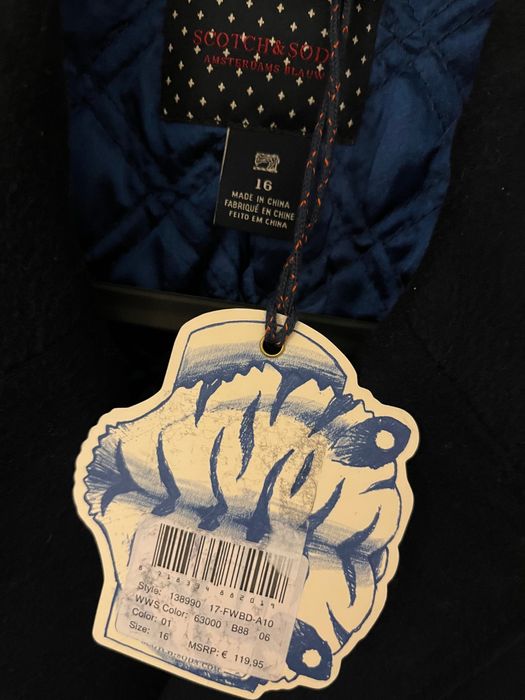 SCOTCH & SOD
AMSTERDAMS BLAUW
16
MADE IN CHINA
FABRIQUÉ EN CHINE
FEITO EM CHINA
Style: 138990 17-FWBD-A10
WWS Color: 63000 B88 06
Color: 01
Size: 16
MSRP: € 119,95